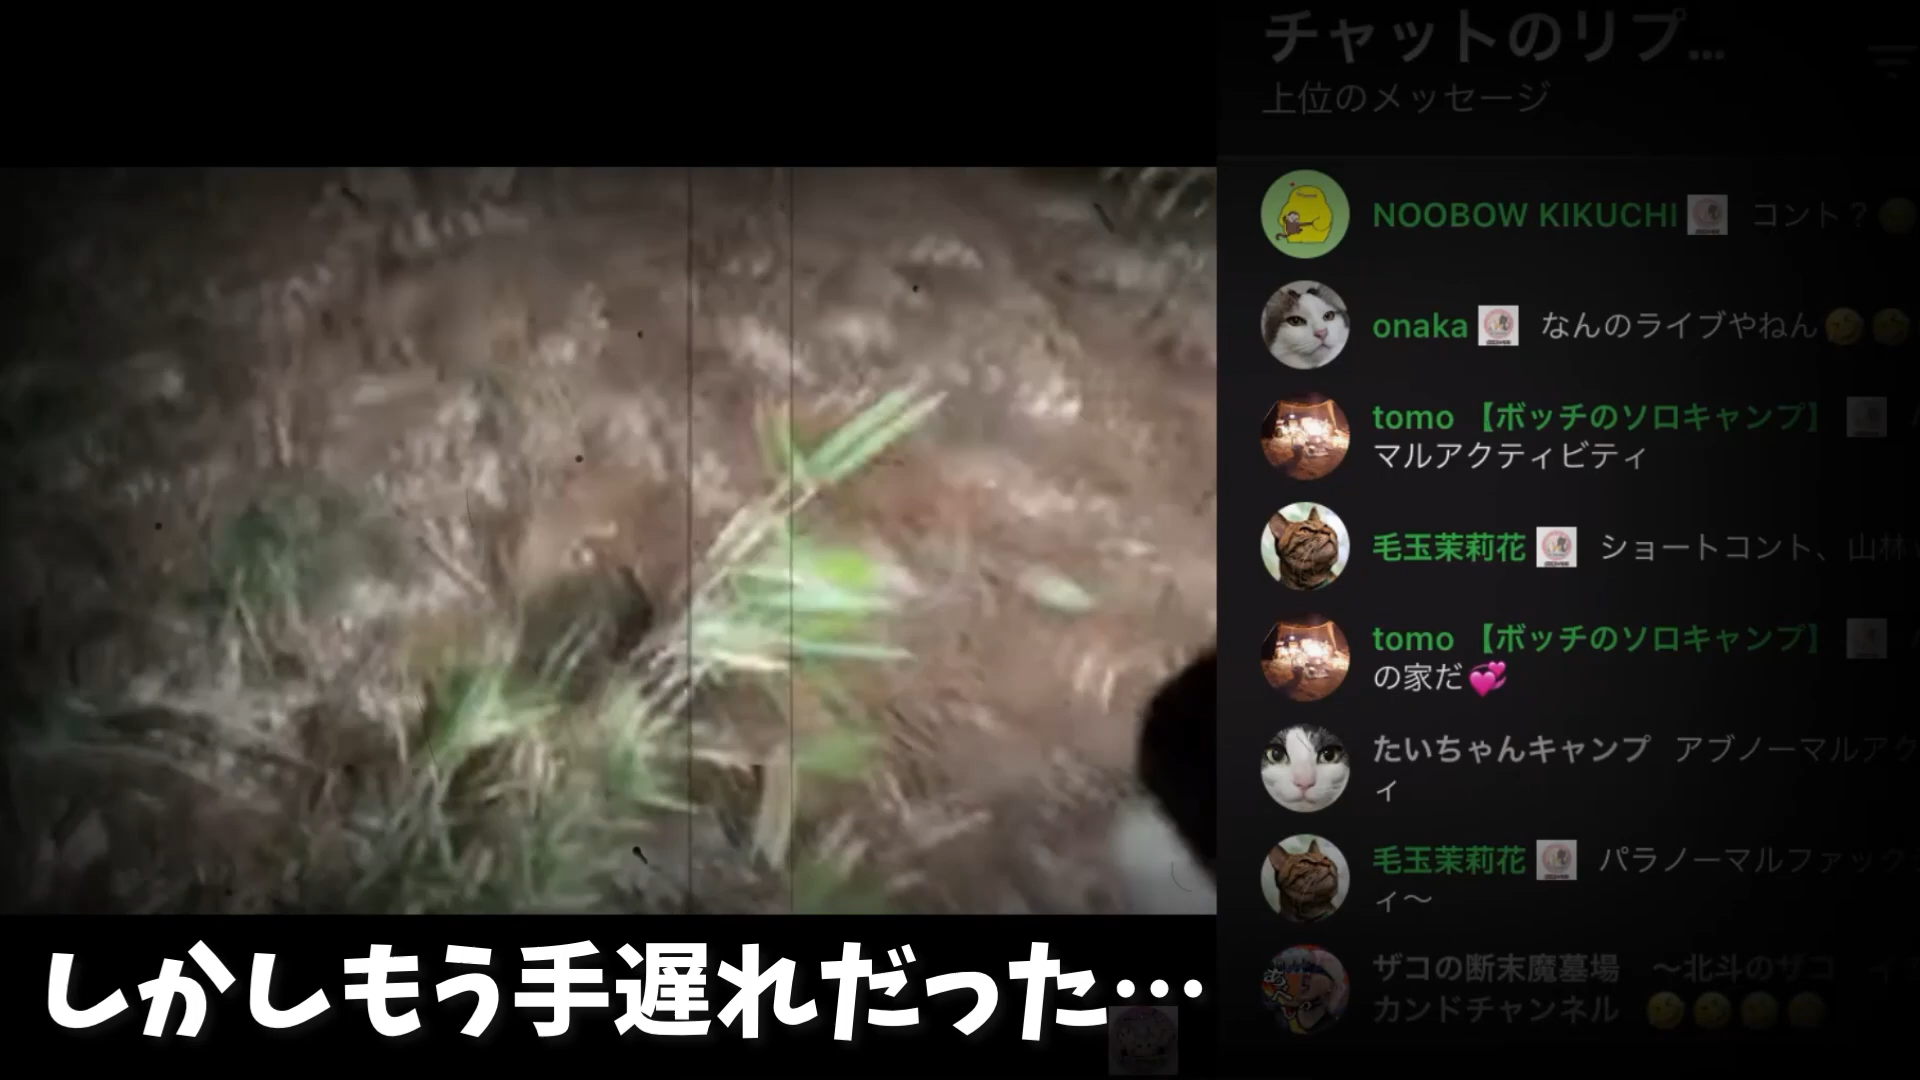 チャットのリプ...
上位のメッセージ
NOOBOW KIKUCHI コント？
onaka なんのライブやねん
tomo 【ボッチのソロキャンプ】
マルアクティビティ
毛玉茉莉花 ショートコント、山林
tomo 【ボッチのソロキャンプ】
の家だ
たいちゃんキャンプ アブノーマルアク
ィ
毛玉茉莉花 パラノーマルファック
ィ〜
ザコの断末魔墓場 〜北斗のザコ
カンドチャンネル
しかしもう手遅れだった…